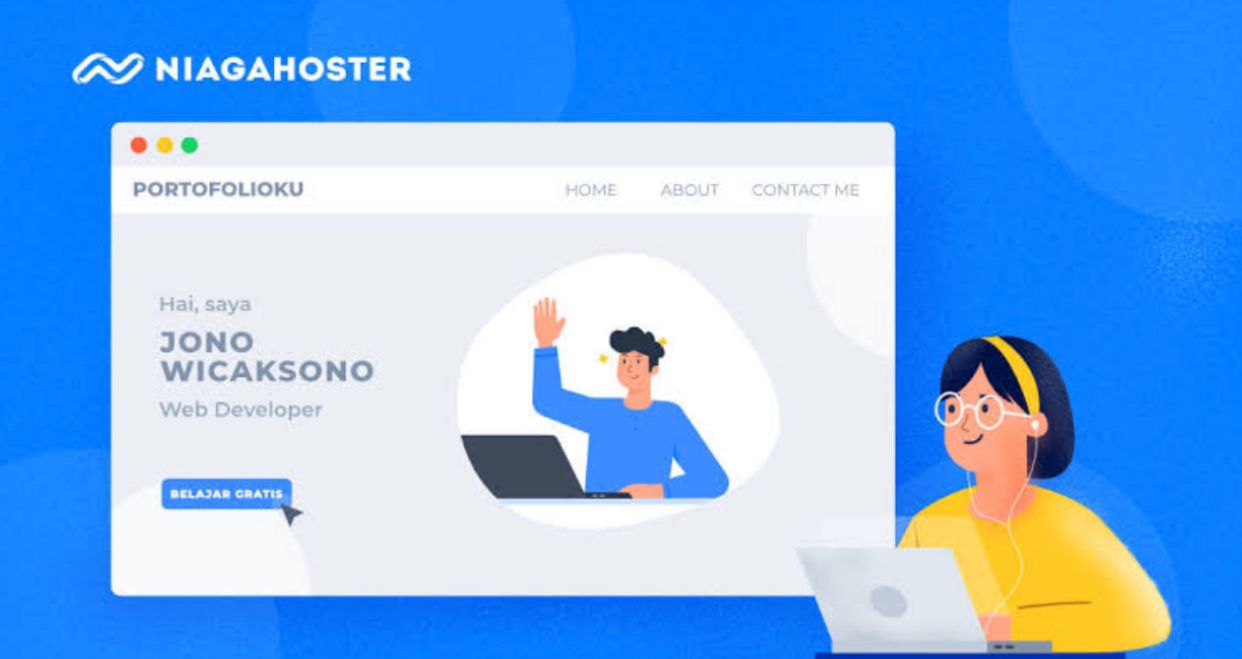 NIAGAHOSTER
PORTOFOLIOKU
HOME ABOUT CONTACT ME
Hai, saya
JONO
WICAKSONO
Web Developer
BELAJAR GRATIS